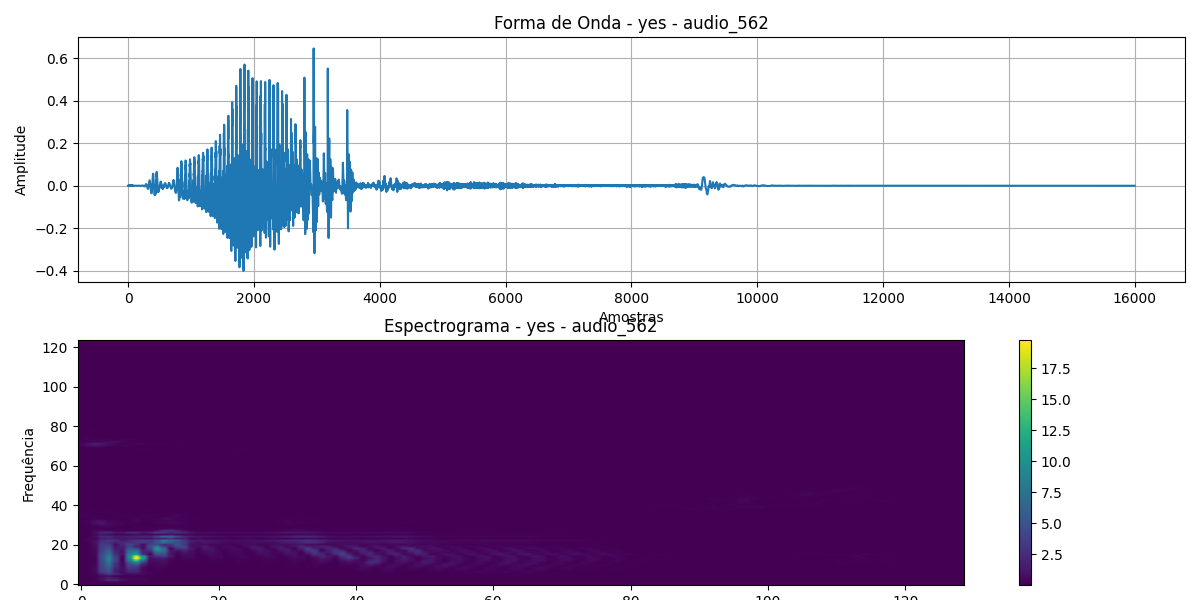 Forma de Onda - yes - audio_562
Amplitude
0.6
0.4
0.2
0.0
−0.2
−0.4
0 2000 4000 6000 8000 10000 12000 14000 16000
Amostras
Espectrograma - yes - audio_562
Frequência
120
100
80
60
40
20
0
0 20 40 60 80 100 120
17.5
15.0
12.5
10.0
7.5
5.0
2.5